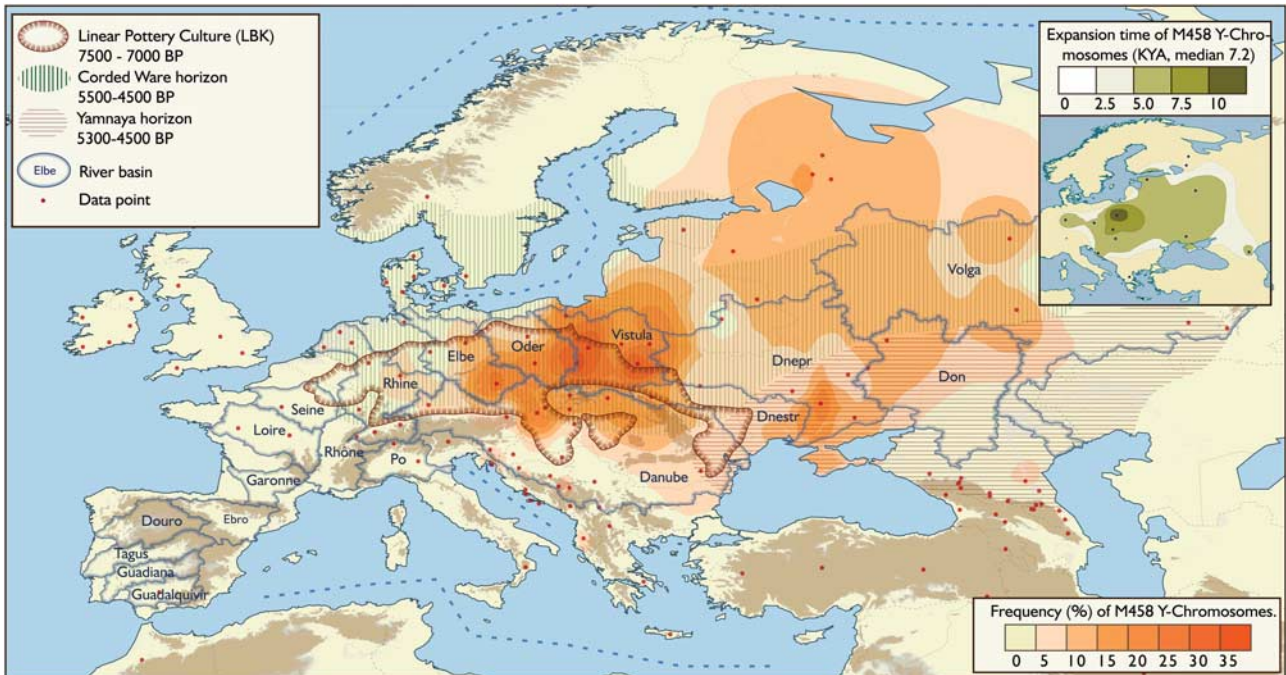 Linear Pottery Culture (LBK)
7500 - 7000 BP
Corded Ware horizon
5500-4500 BP
Yamnaya horizon
5300-4500 BP
Elbe
River basin
Data point
Expansion time of M458 Y-Chro-
mosomes (KYA, median 7.2)
0 2.5 5.0 7.5 10
Volga
Vistula
Oder
Elbe
Dnepr
Don
Rhine
Seine
Dnestr
Loire
Rhône
Po
Danube
Garonne
Douro
Ebro
Tagus
Guadiana
Guadalquivir
Frequency (%) of M458 Y-Chromosomes.
0 5 10 15 20 25 30 35